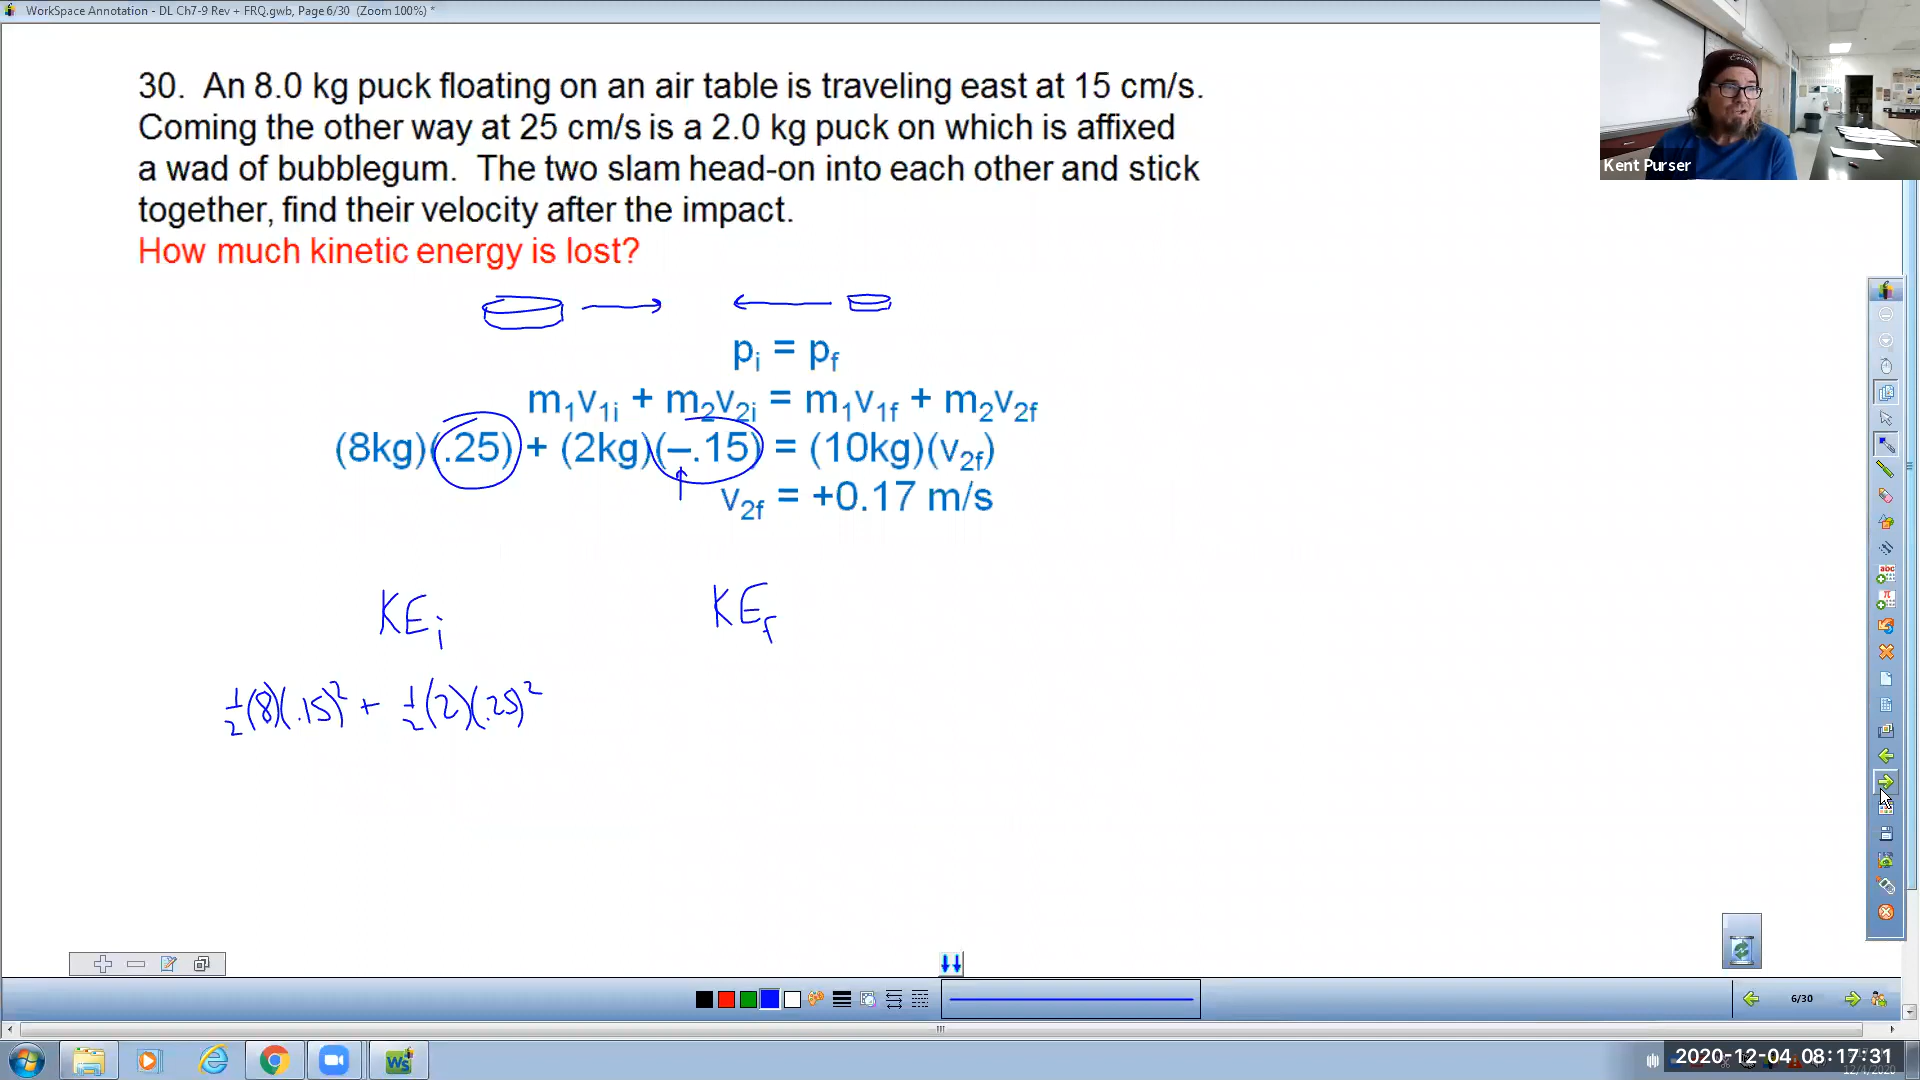 WorkSpace Annotation - DL Ch7-9 Rev + FRQ.gwb, Page 6/30 (Zoom 100%) *
30. An 8.0 kg puck floating on an air table is traveling east at 15 cm/s.
Coming the other way at 25 cm/s is a 2.0 kg puck on which is affixed
a wad of bubblegum. The two slam head-on into each other and stick
together, find their velocity after the impact.
How much kinetic energy is lost?
Kent Purser
pi = pf
m1v1i + m2v2i = m1v1f + m2v2f
(8kg)(.25) + (2kg)(–.15) = (10kg)(v2f)
v2f = +0.17 m/s
KEi KEf
1/2(8)(.15)² + 1/2(2)(.25)²
abc
π
6/30
Ws
2020-12-04 08:17:31
12/4/2020